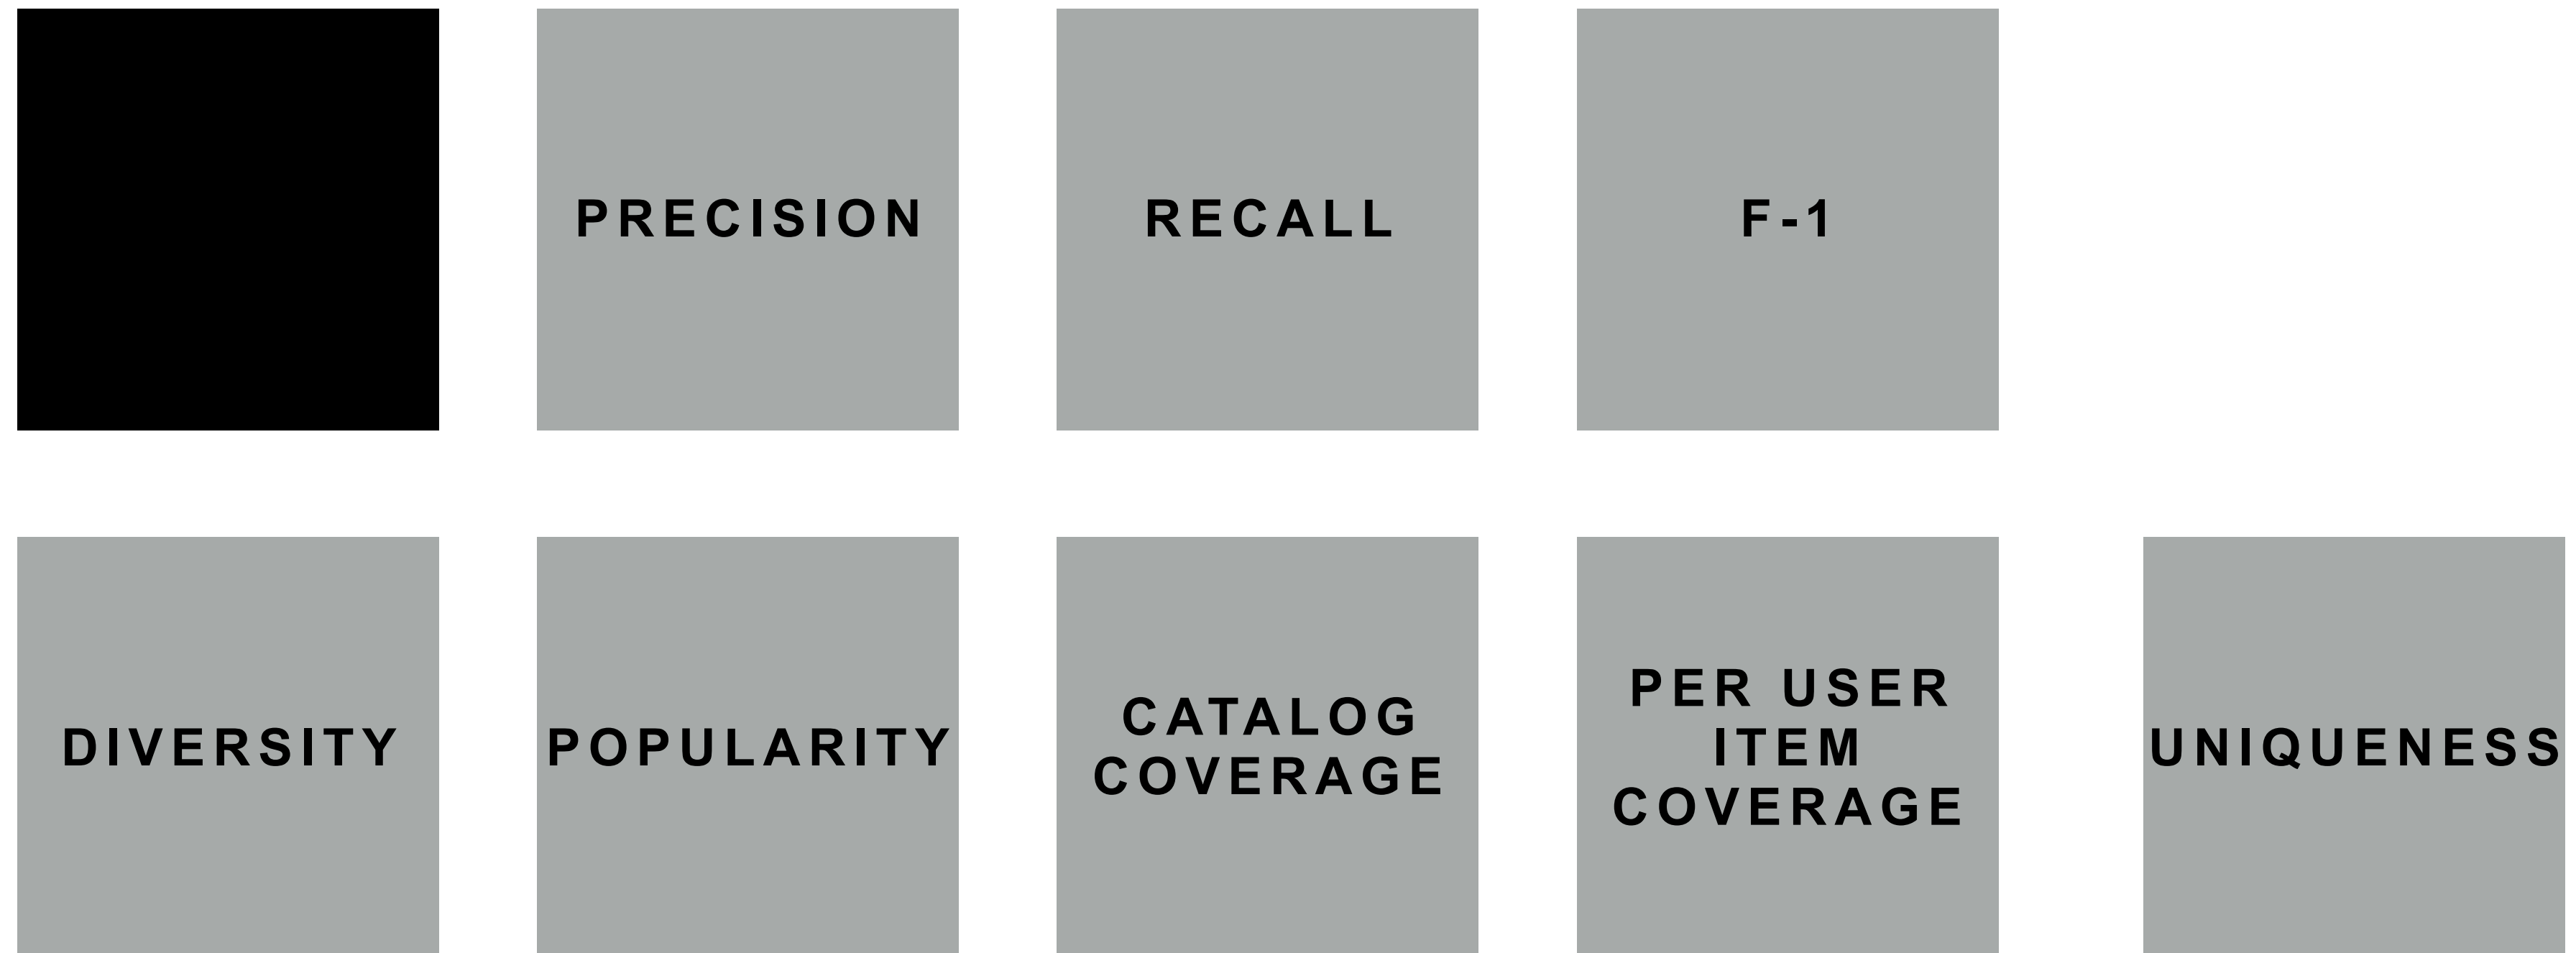 PRECISION
RECALL
F-1
DIVERSITY
POPULARITY
CATALOG
COVERAGE
PER USER
ITEM
COVERAGE
UNIQUENESS